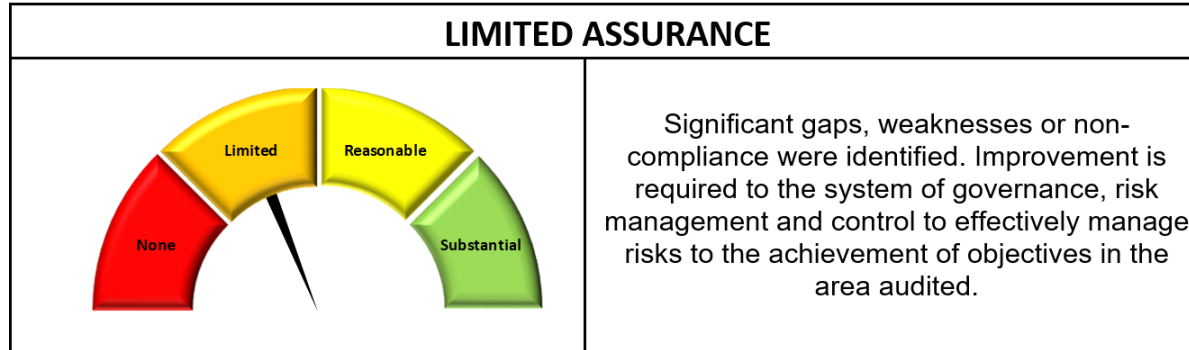 LIMITED ASSURANCE
Limited
Reasonable
None
Substantial
Significant gaps, weaknesses or non-
compliance were identified. Improvement is
required to the system of governance, risk
management and control to effectively manage
risks to the achievement of objectives in the
area audited.